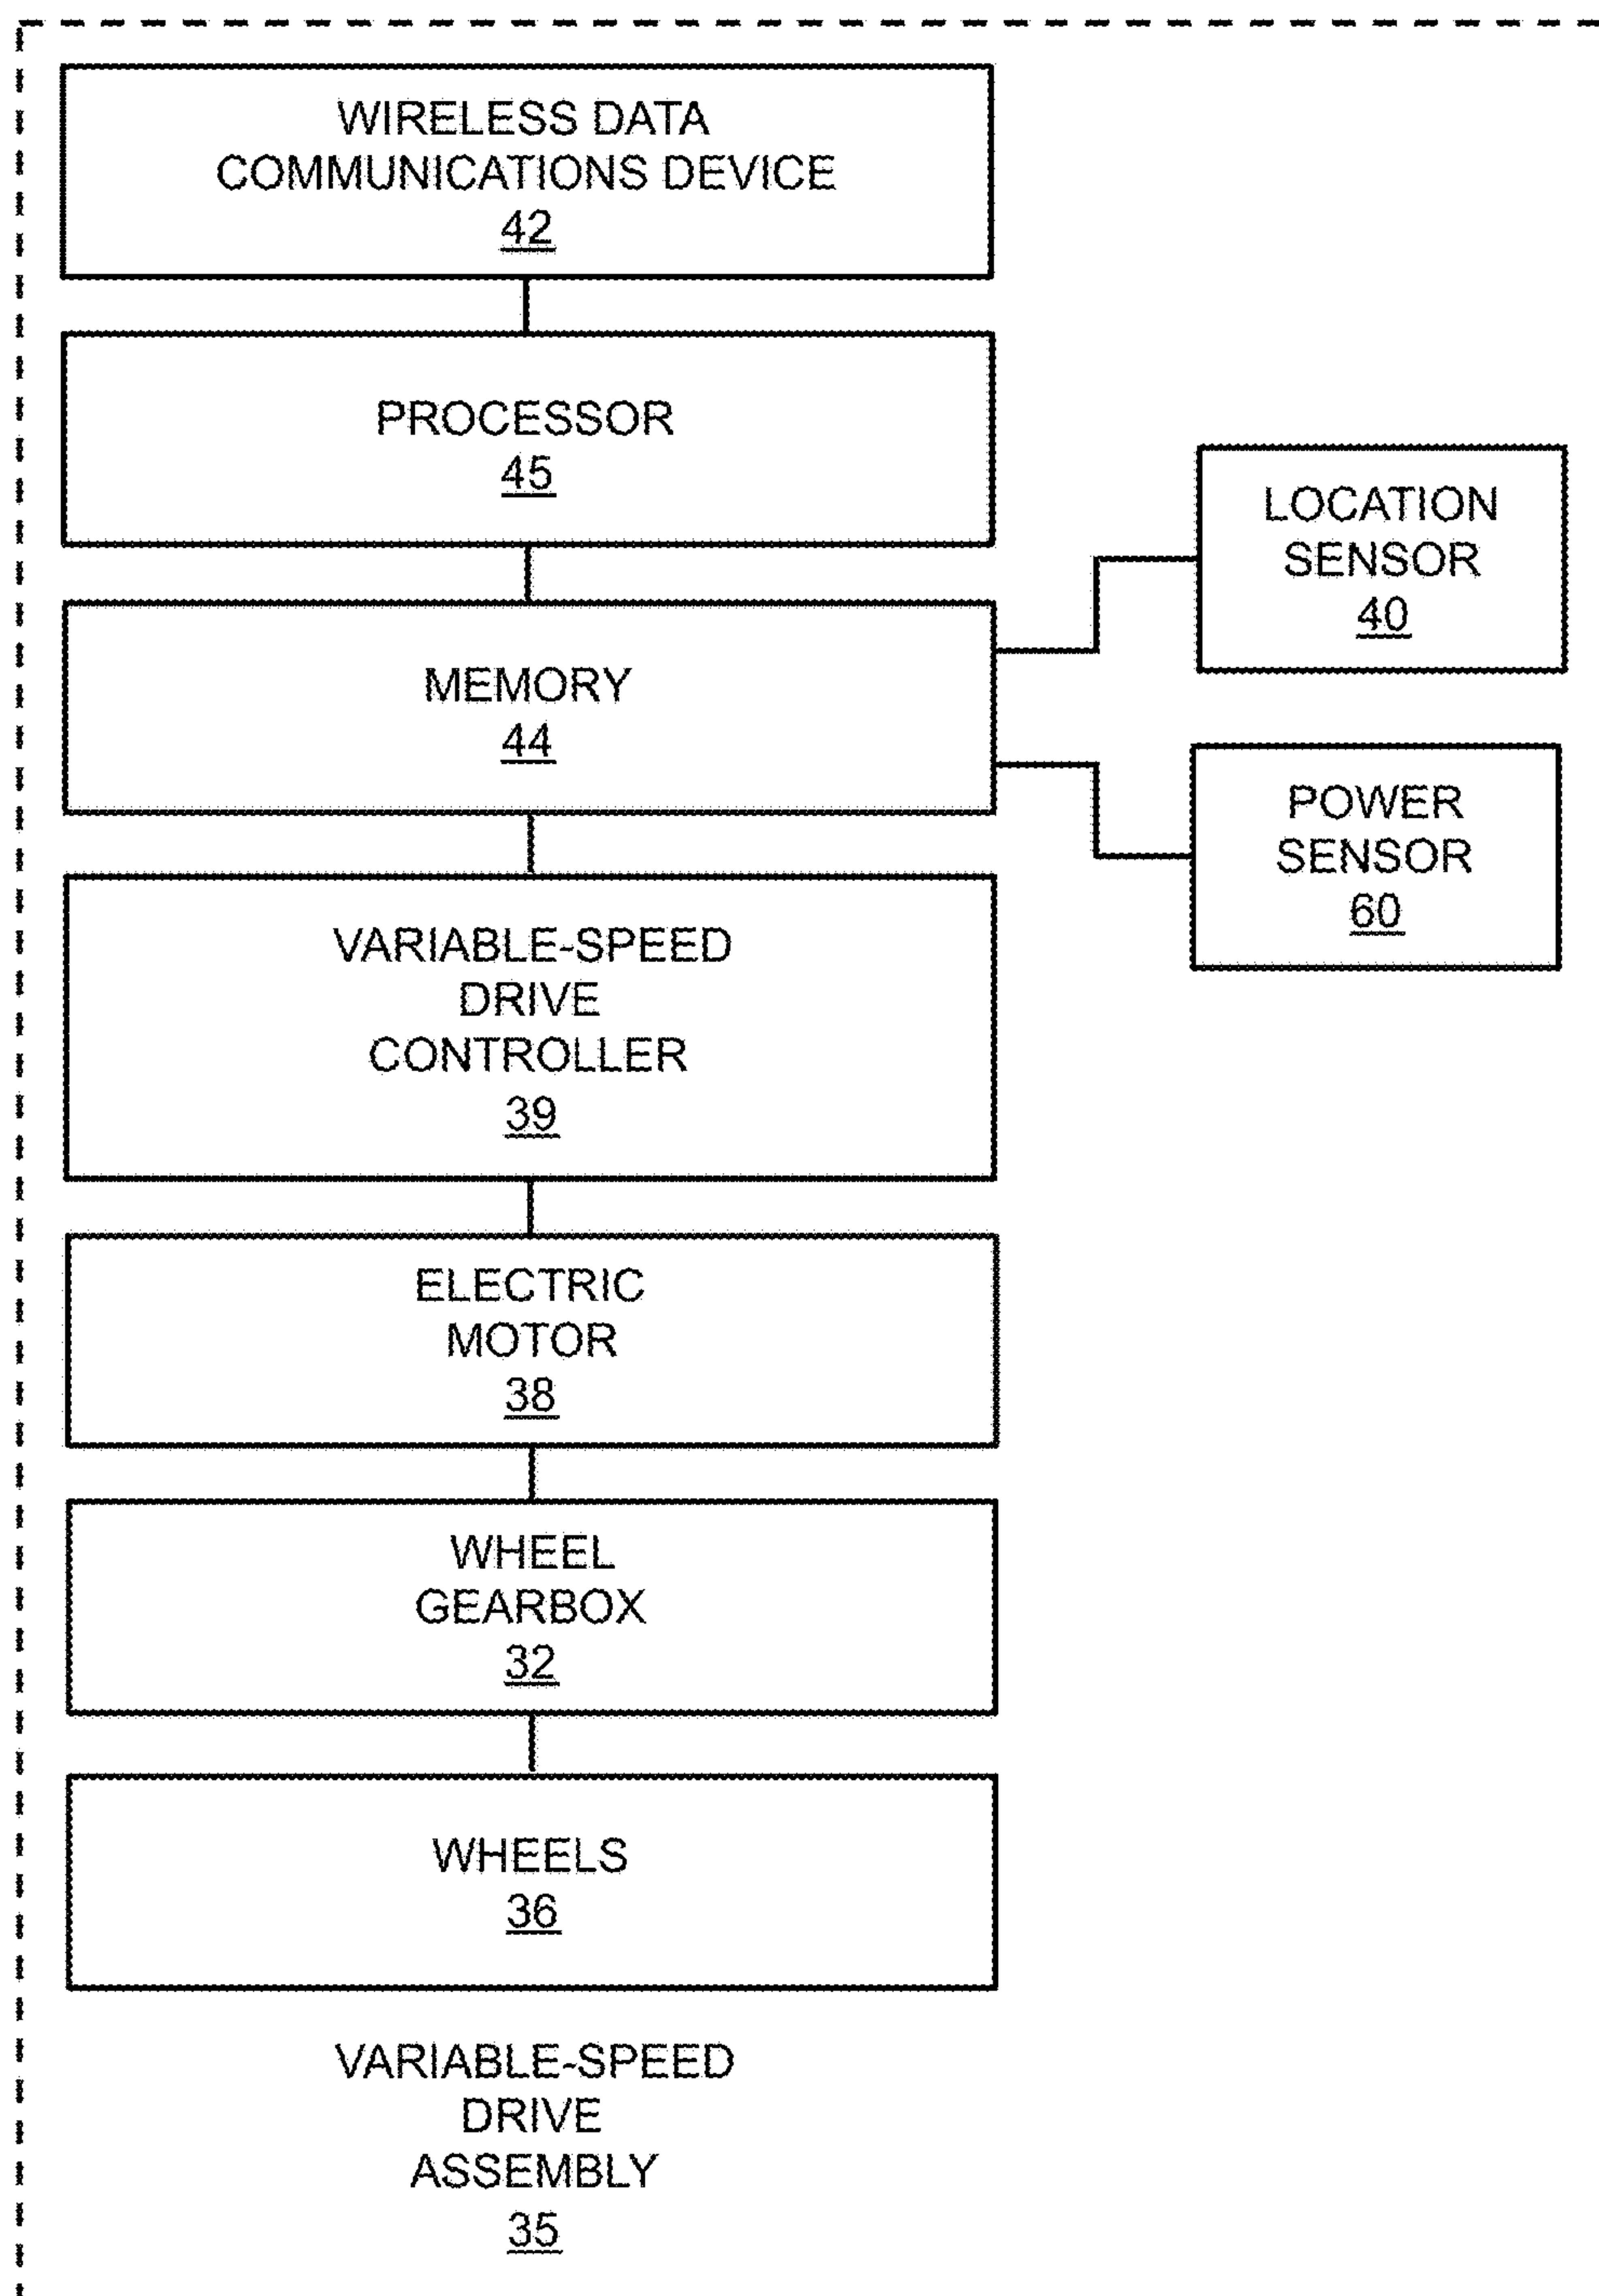 WIRELESS DATA
COMMUNICATIONS DEVICE
42
PROCESSOR
45
LOCATION
SENSOR
40
MEMORY
44
POWER
SENSOR
60
VARIABLE-SPEED
DRIVE
CONTROLLER
39
ELECTRIC
MOTOR
38
WHEEL
GEARBOX
32
WHEELS
36
VARIABLE-SPEED
DRIVE
ASSEMBLY
35